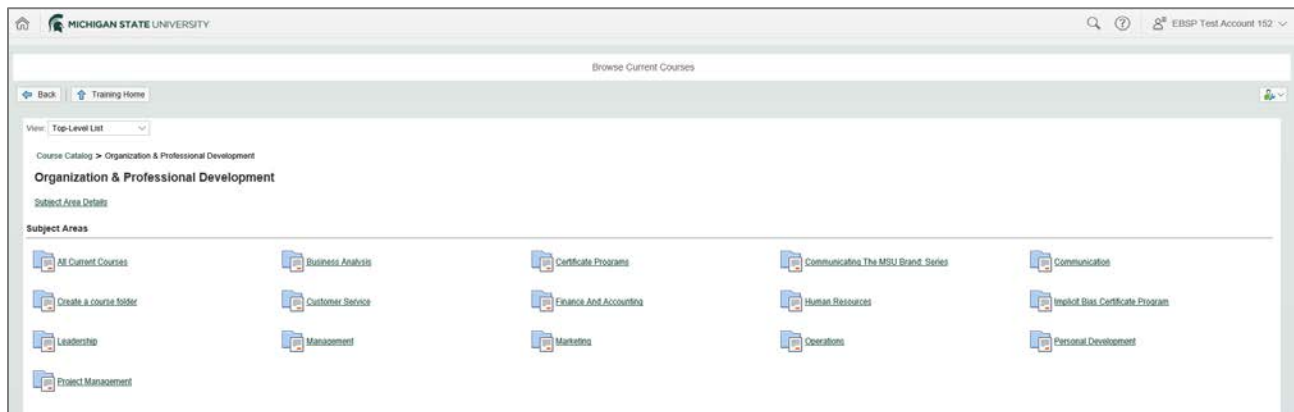 MICHIGAN STATE UNIVERSITY EBSP Test Account 152
Browse Current Courses
Back Training Home
View: Top-Level List
Course Catalog > Organization & Professional Development
Organization & Professional Development
Subject Area Details
Subject Areas
All Current Courses Business Analysis Certificate Programs Communicating The MSU Brand Series Communication
Create a course folder Customer Service Finance And Accounting Human Resources Implicit Bias Certificate Program
Leadership Management Marketing Operations Personal Development
Project Management